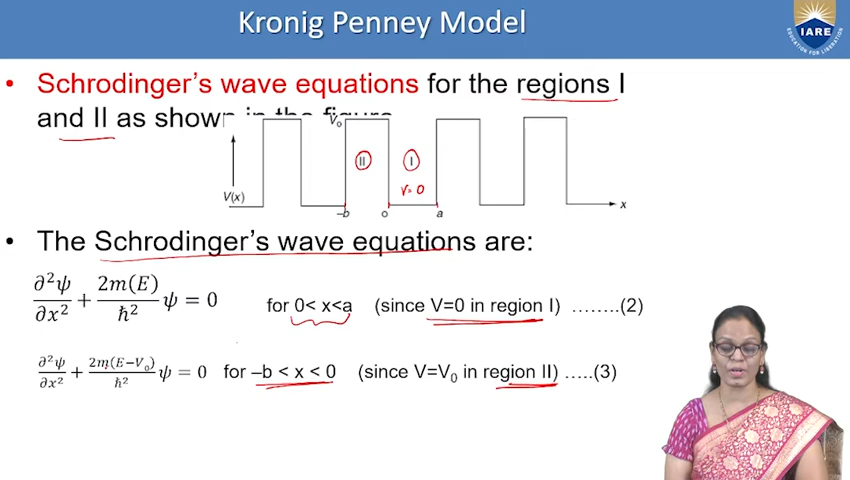 Kronig Penney Model
IARE
EDUCATION FOR LIBERATION
• Schrodinger's wave equations for the regions I
and II as shown in the figure
V₀
II
I
V=0
V(x)
–b
o
a
x
• The Schrodinger's wave equations are:
∂²ψ/∂x² + 2m(E)/ħ² ψ = 0 for 0< x<a (since V=0 in region I) ........(2)
∂²ψ/∂x² + 2m(E−V₀)/ħ² ψ = 0 for –b < x < 0 (since V=V₀ in region II) .....(3)